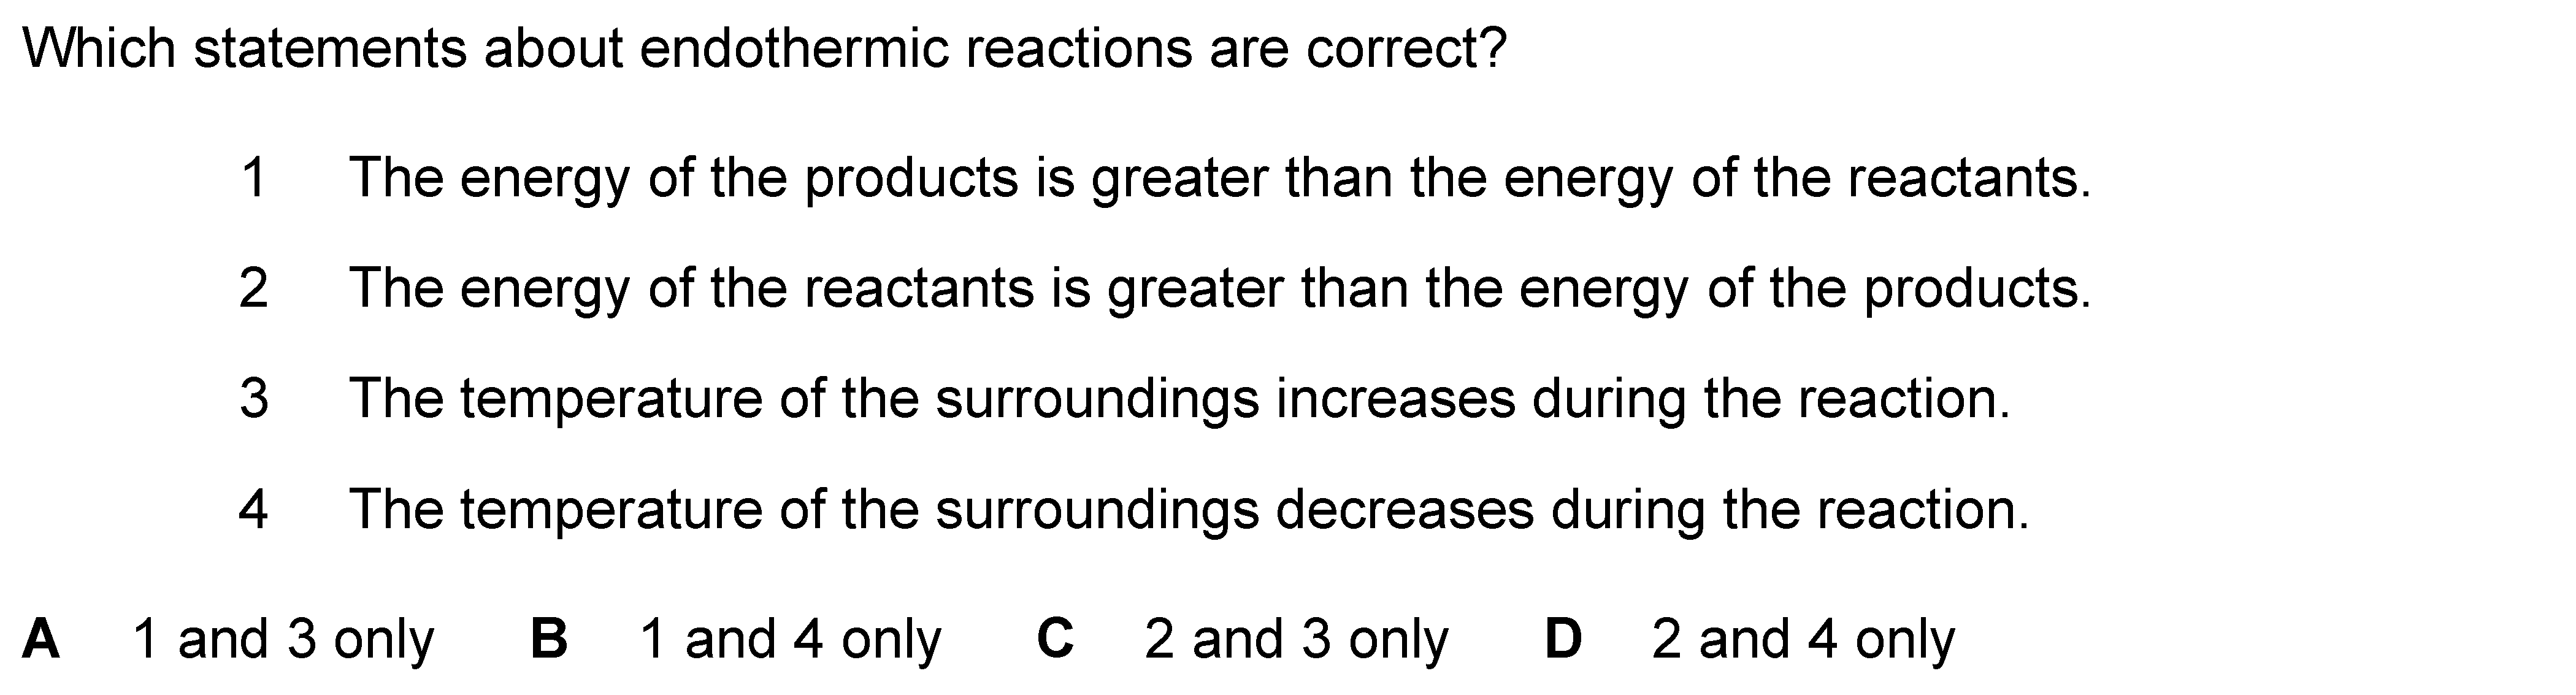 Which statements about endothermic reactions are correct?
1 The energy of the products is greater than the energy of the reactants.
2 The energy of the reactants is greater than the energy of the products.
3 The temperature of the surroundings increases during the reaction.
4 The temperature of the surroundings decreases during the reaction.
A 1 and 3 only B 1 and 4 only C 2 and 3 only D 2 and 4 only